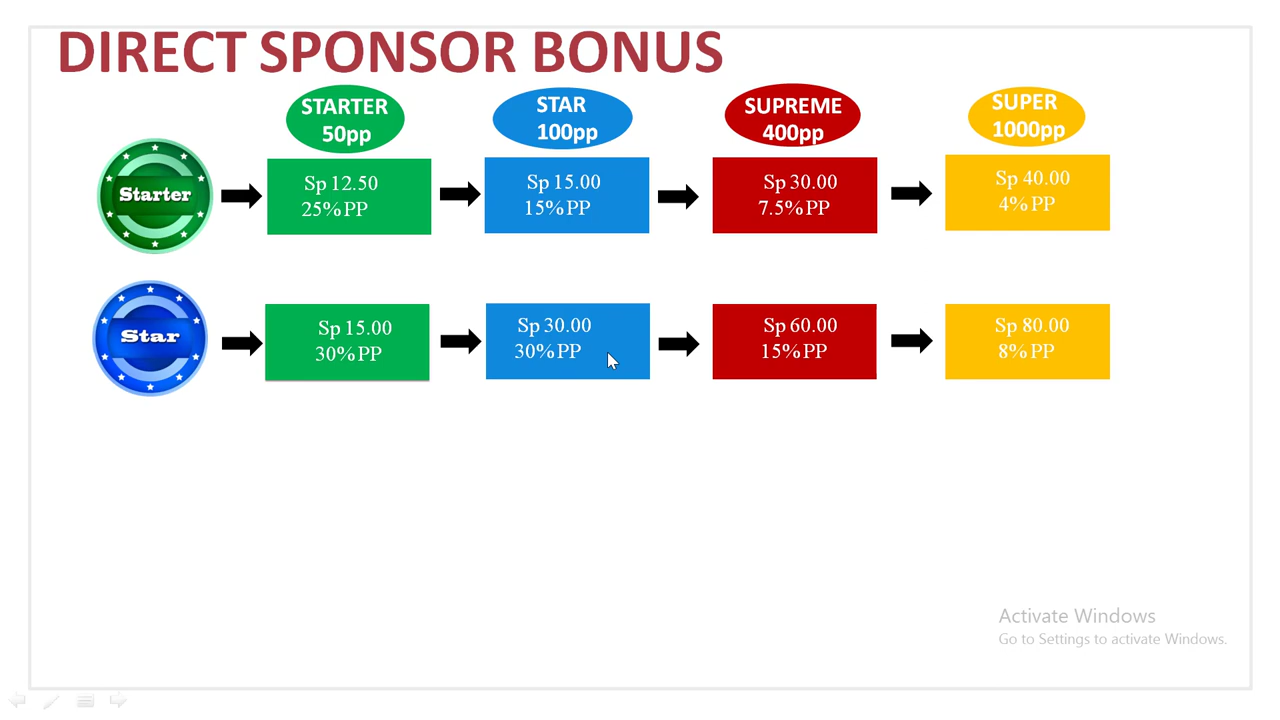 DIRECT SPONSOR BONUS
STARTER
50pp
STAR
100pp
SUPREME
400pp
SUPER
1000pp
Starter
Sp 12.50
25% PP
Sp 15.00
15% PP
Sp 30.00
7.5% PP
Sp 40.00
4% PP
Star
Sp 15.00
30% PP
Sp 30.00
30% PP
Sp 60.00
15% PP
Sp 80.00
8% PP
Activate Windows
Go to Settings to activate Windows.